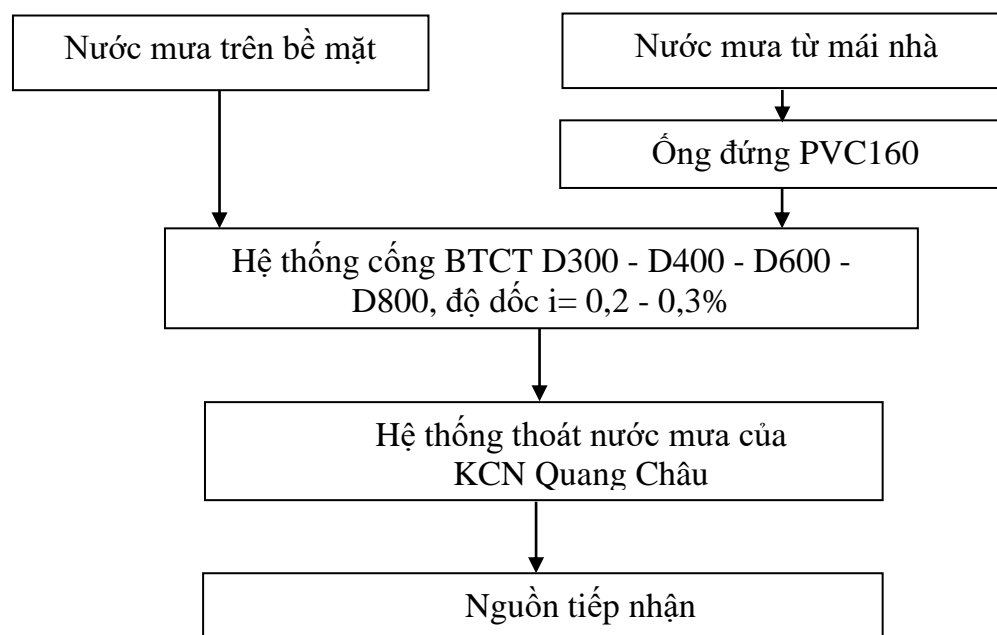 Nước mưa trên bề mặt
Nước mưa từ mái nhà
Ống đứng PVC160
Hệ thống cống BTCT D300 - D400 - D600 -
D800, độ dốc i= 0,2 - 0,3%
Hệ thống thoát nước mưa của
KCN Quang Châu
Nguồn tiếp nhận